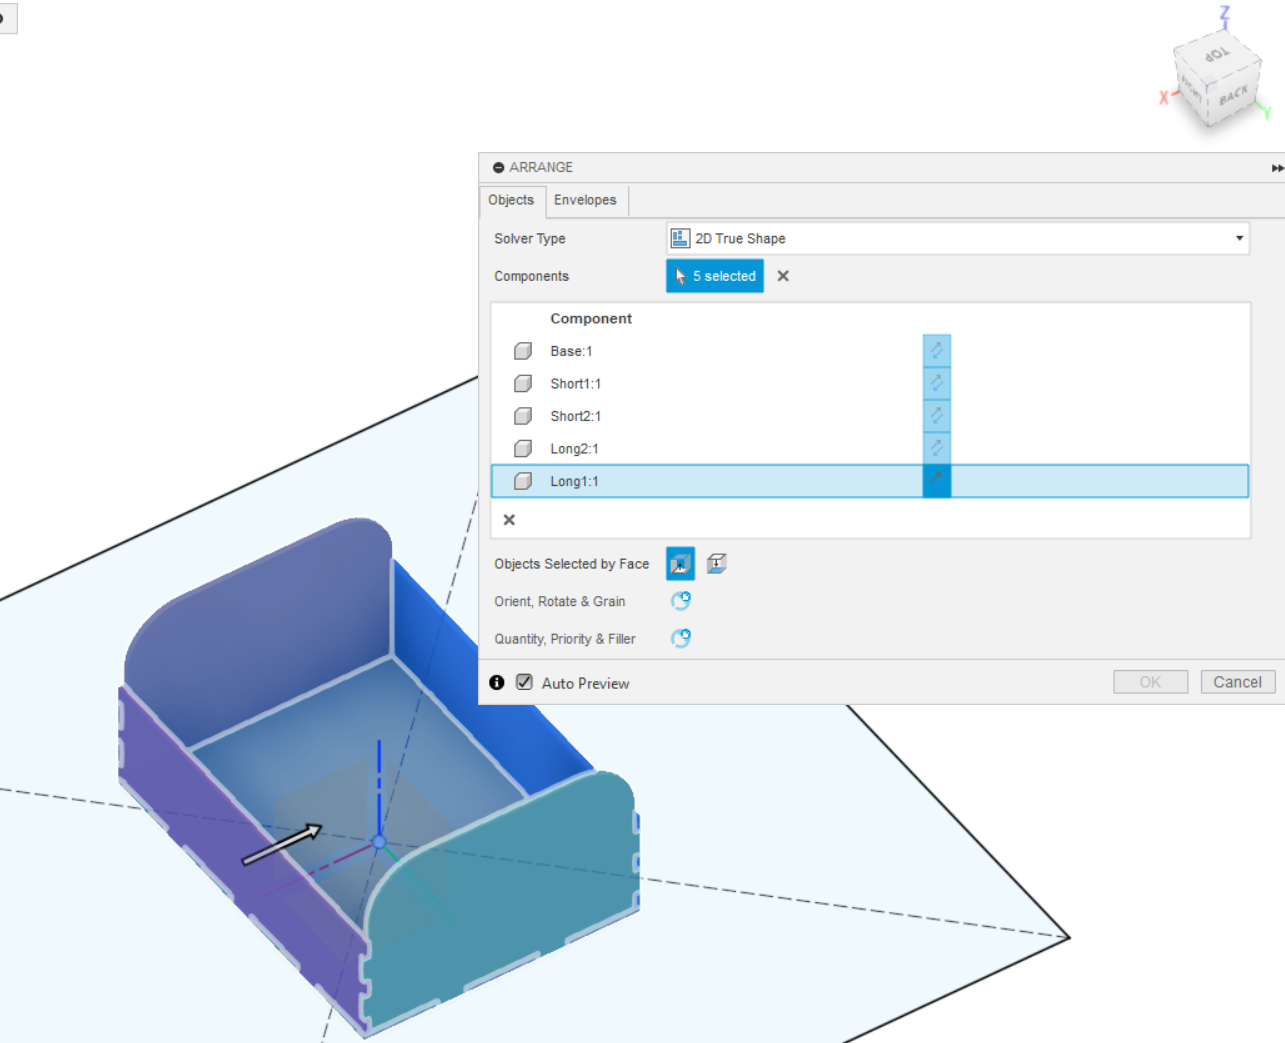 Z
TOP
BACK
X
Y
ARRANGE
Objects Envelopes
Solver Type 2D True Shape
Components 5 selected
Component
Base:1
Short1:1
Short2:1
Long2:1
Long1:1
Objects Selected by Face
Orient, Rotate & Grain
Quantity, Priority & Filler
Auto Preview OK Cancel